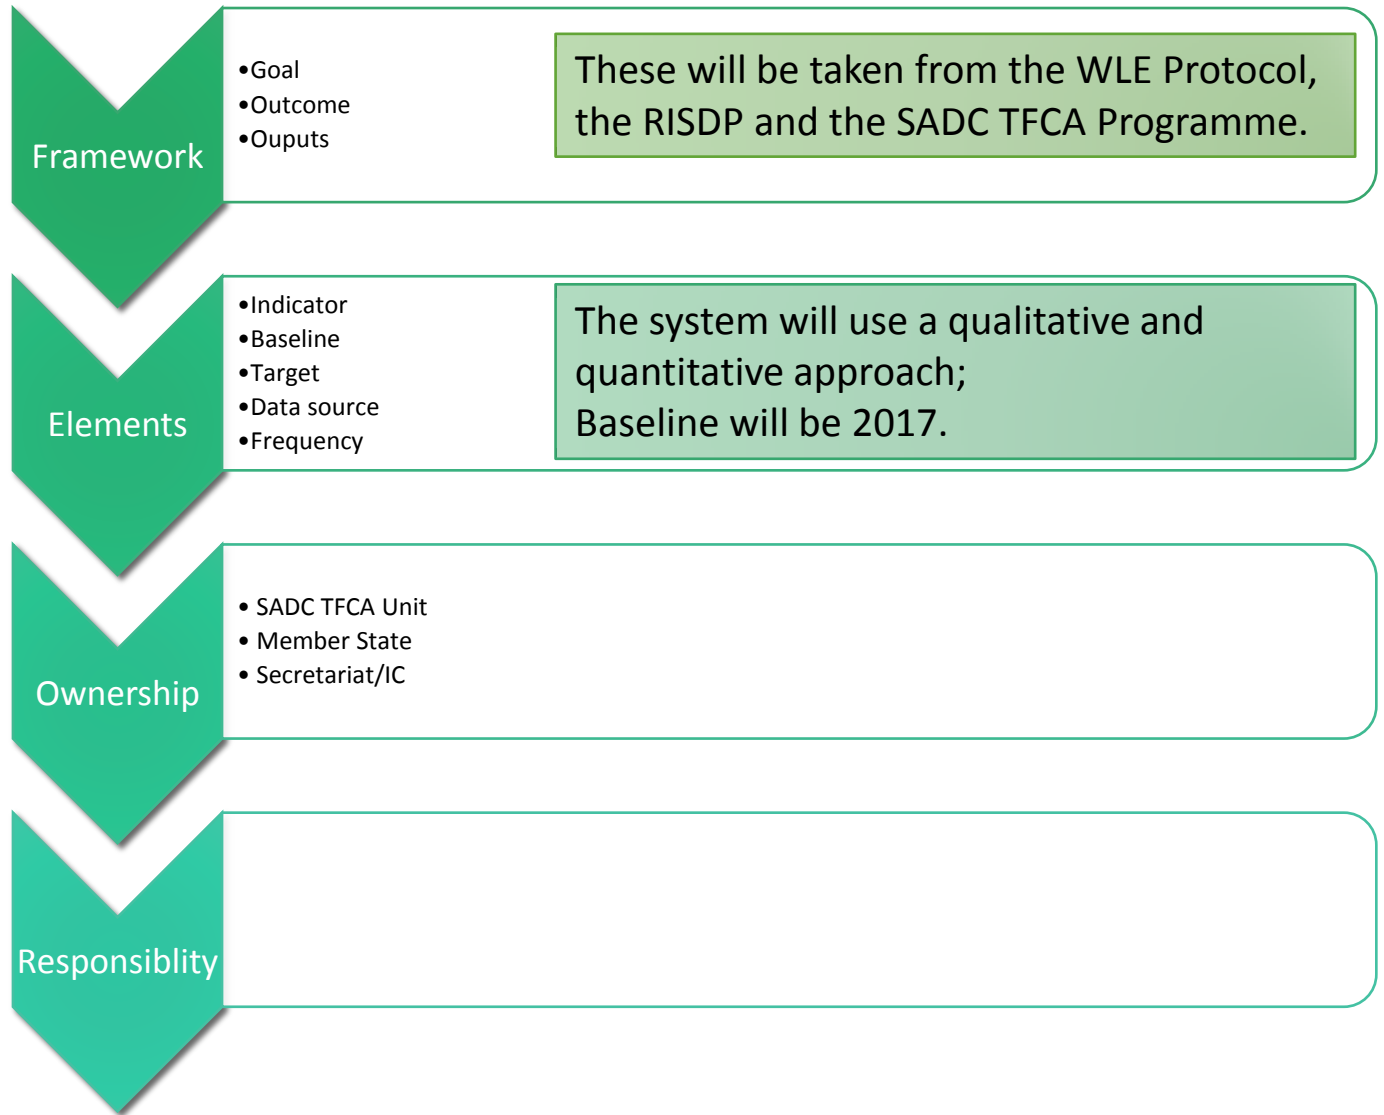 Framework
•Goal
•Outcome
•Ouputs
These will be taken from the WLE Protocol,
the RISDP and the SADC TFCA Programme.
Elements
•Indicator
•Baseline
•Target
•Data source
•Frequency
The system will use a qualitative and
quantitative approach;
Baseline will be 2017.
Ownership
• SADC TFCA Unit
• Member State
• Secretariat/IC
Responsiblity